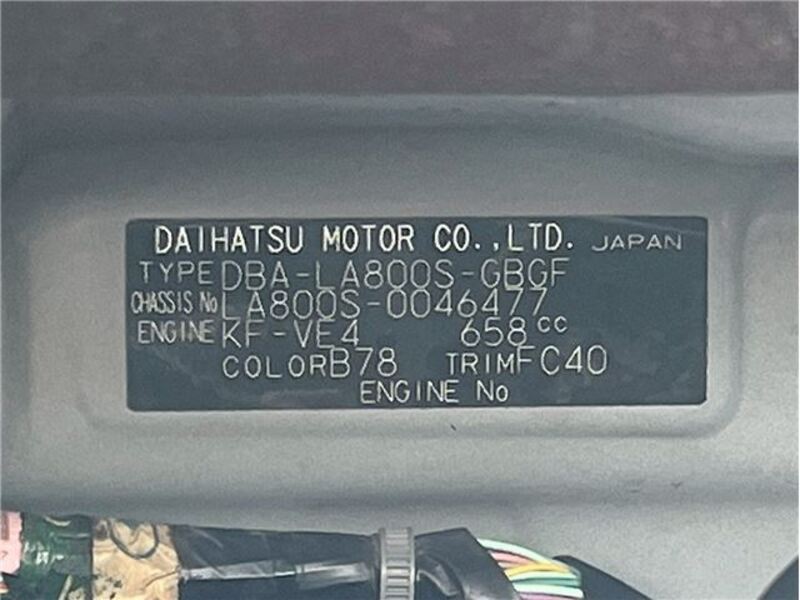 DAIHATSU MOTOR CO.,LTD. JAPAN
TYPE DBA-LA800S-GBGF
CHASSIS No LA800S-0046477
ENGINE KF-VE4 658cc
COLOR B78 TRIM FC40
ENGINE No